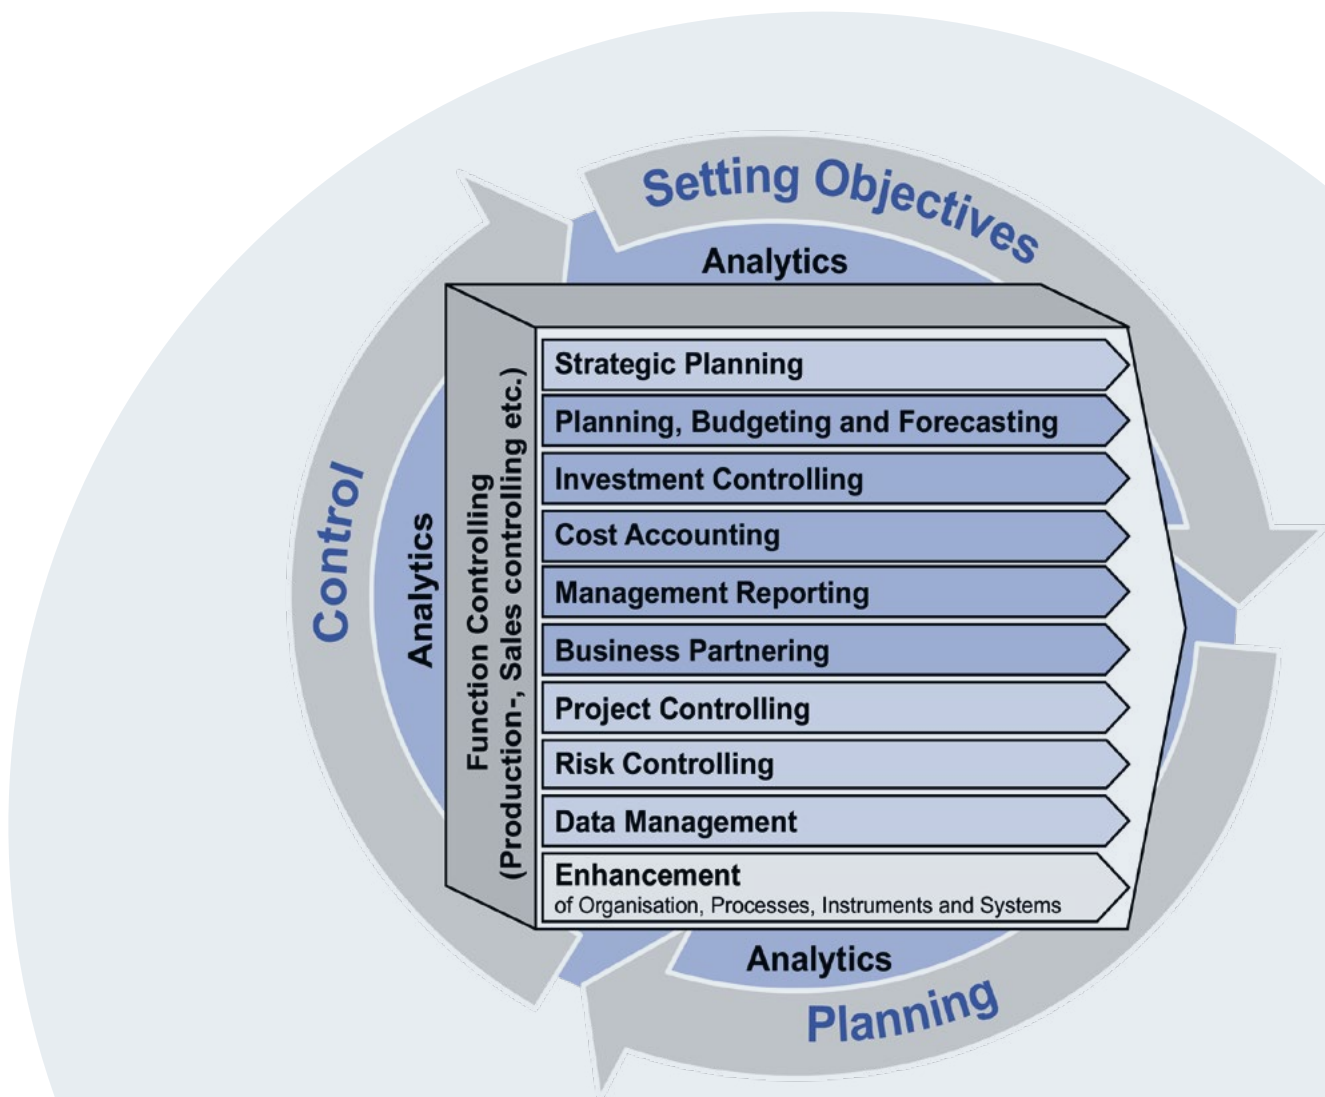 Setting Objectives
Analytics
Control
Analytics
Function Controlling
(Production-, Sales controlling etc.)
Strategic Planning
Planning, Budgeting and Forecasting
Investment Controlling
Cost Accounting
Management Reporting
Business Partnering
Project Controlling
Risk Controlling
Data Management
Enhancement
of Organisation, Processes, Instruments and Systems
Analytics
Planning